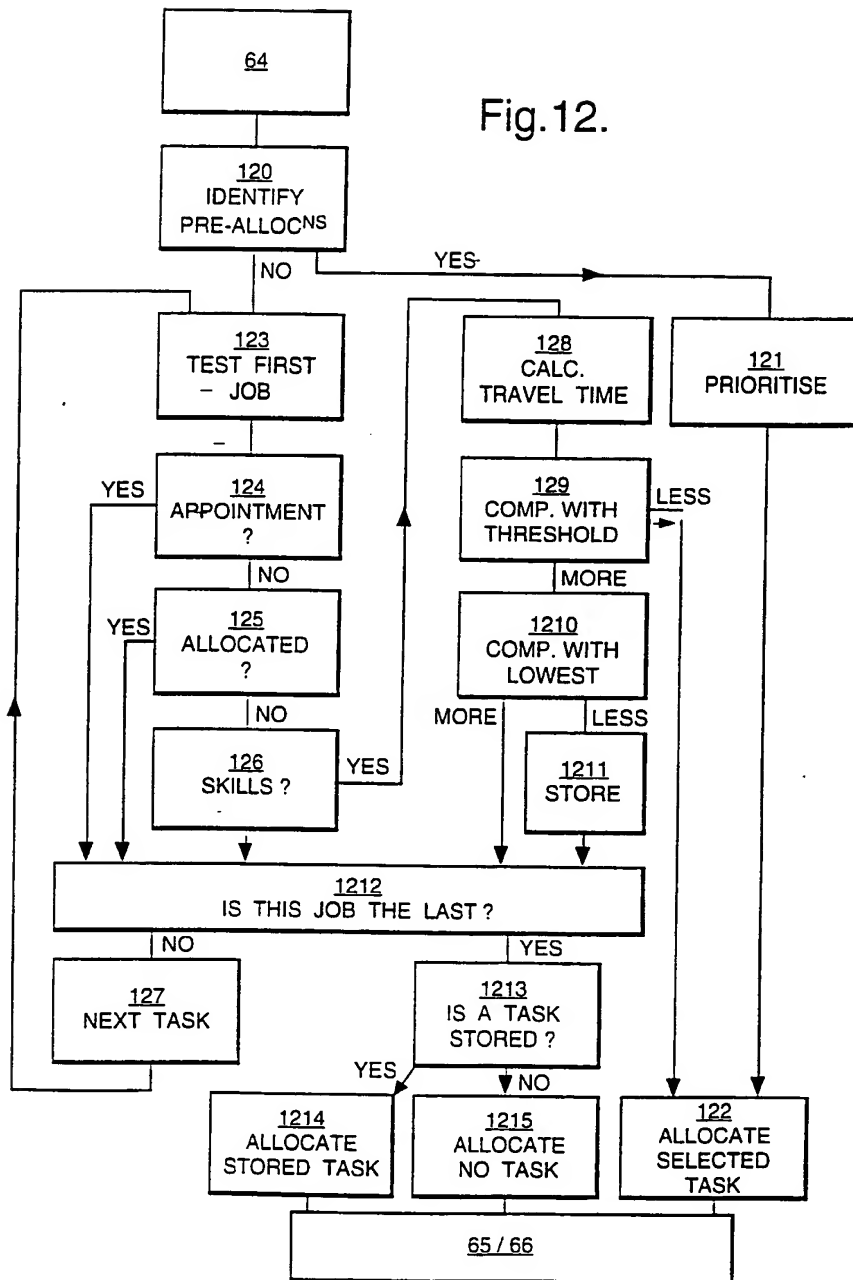 64
Fig.12.
120
IDENTIFY
PRE-ALLOCNS
NO
YES
123
TEST FIRST
JOB
128
CALC.
TRAVEL TIME
121
PRIORITISE
YES
124
APPOINTMENT
?
129
COMP. WITH
THRESHOLD
LESS
NO
MORE
YES
125
ALLOCATED
?
1210
COMP. WITH
LOWEST
NO
MORE
LESS
126
SKILLS ?
YES
1211
STORE
1212
IS THIS JOB THE LAST ?
NO
YES
127
NEXT TASK
1213
IS A TASK
STORED ?
YES
NO
1214
ALLOCATE
STORED TASK
1215
ALLOCATE
NO TASK
122
ALLOCATE
SELECTED
TASK
65 / 66